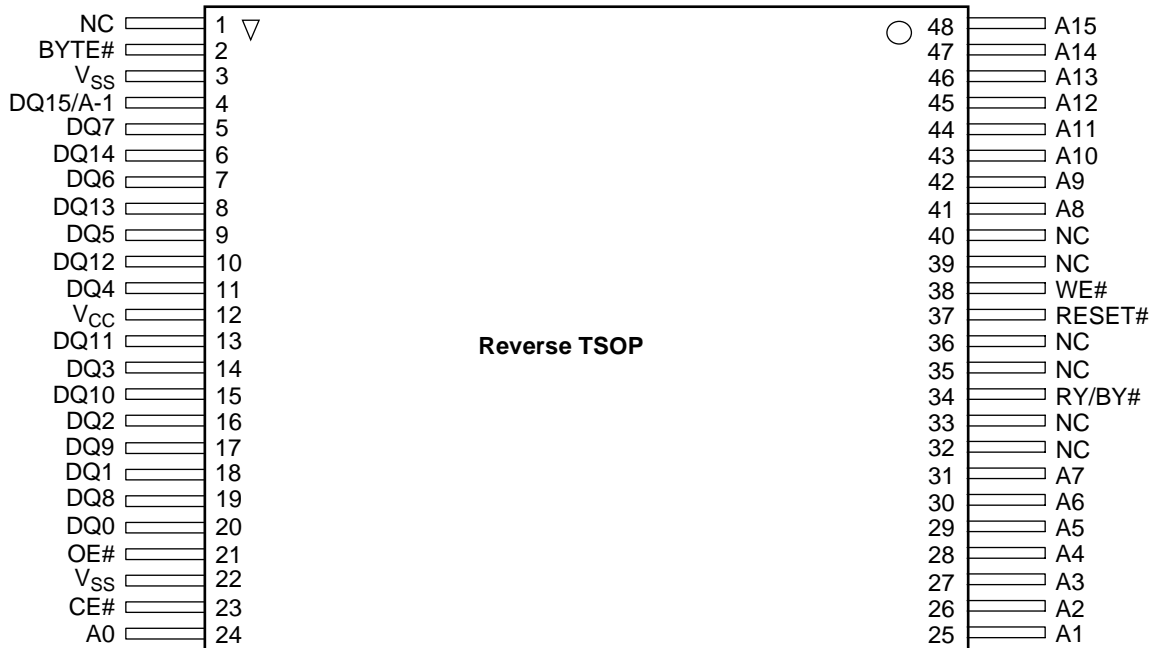 NC 1 48 A15
BYTE# 2 47 A14
VSS 3 46 A13
DQ15/A-1 4 45 A12
DQ7 5 44 A11
DQ14 6 43 A10
DQ6 7 42 A9
DQ13 8 41 A8
DQ5 9 40 NC
DQ12 10 39 NC
DQ4 11 38 WE#
VCC 12 37 RESET#
DQ11 13 36 NC
Reverse TSOP
DQ3 14 35 NC
DQ10 15 34 RY/BY#
DQ2 16 33 NC
DQ9 17 32 NC
DQ1 18 31 A7
DQ8 19 30 A6
DQ0 20 29 A5
OE# 21 28 A4
VSS 22 27 A3
CE# 23 26 A2
A0 24 25 A1